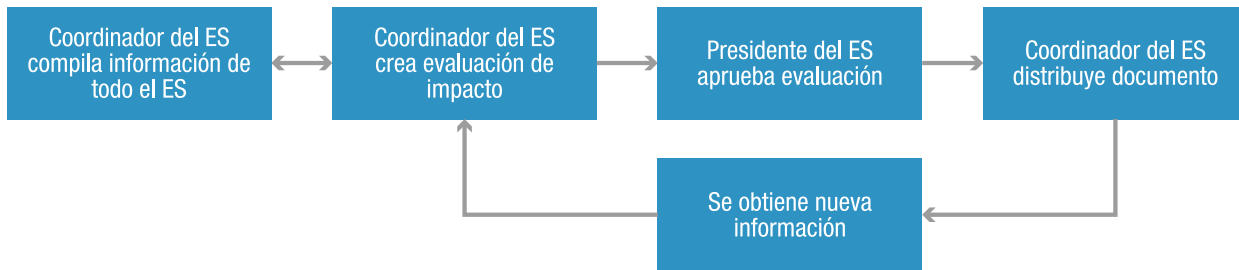 Coordinador del ES
compila información de
todo el ES
Coordinador del ES
crea evaluación de
impacto
Presidente del ES
aprueba evaluación
Coordinador del ES
distribuye documento
Se obtiene nueva
información